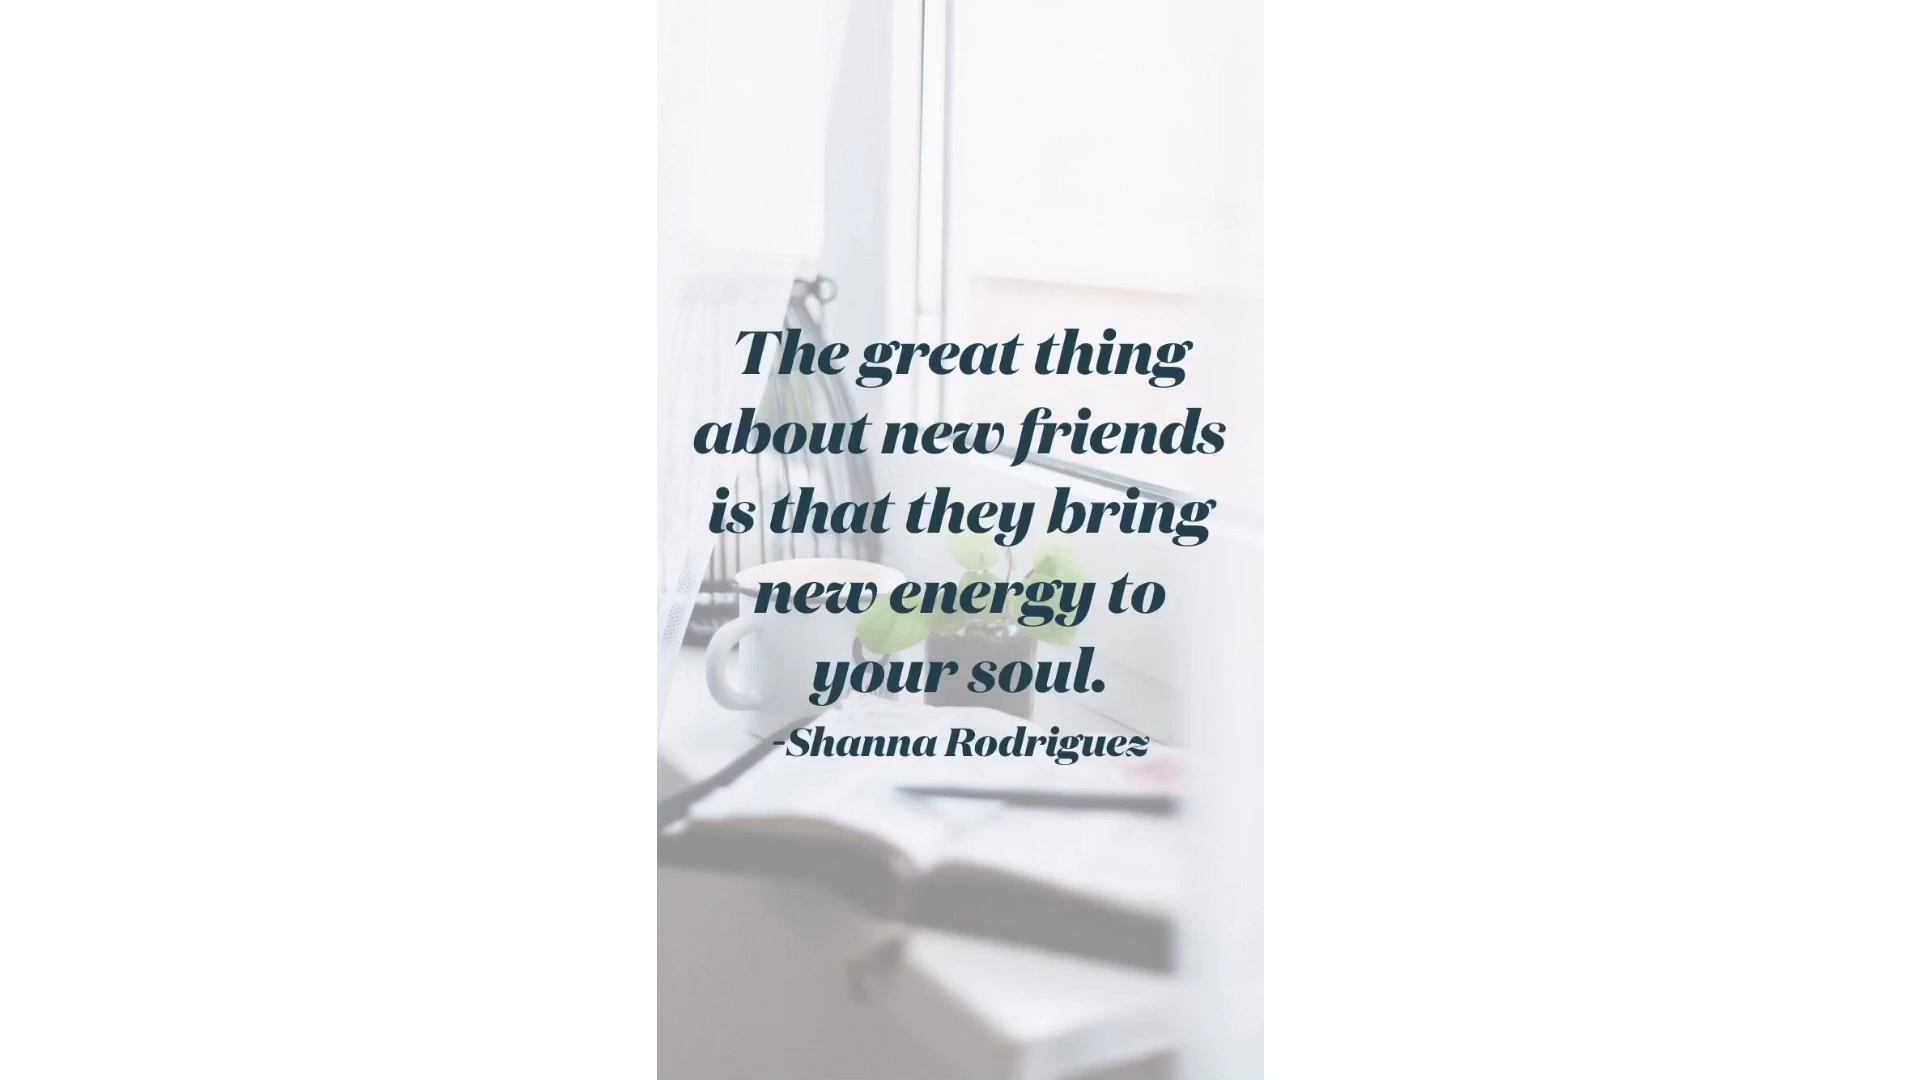 The great thing
about new friends
is that they bring
new energy to
your soul.
-Shanna Rodriguez